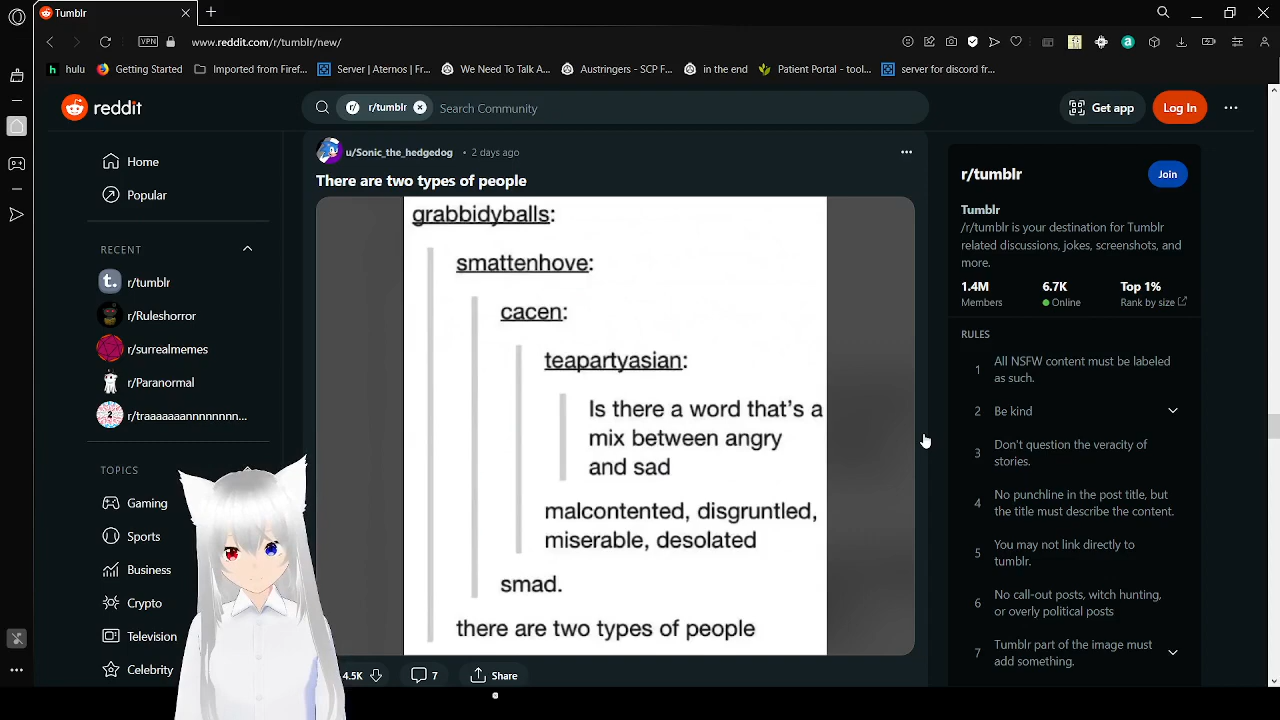 Tumblr
www.reddit.com/r/tumblr/new/
VPN
hulu
Getting Started
Imported from Firef...
Server | Aternos | Fr...
We Need To Talk A...
Austringers - SCP F...
in the end
Patient Portal - tool...
server for discord fr...
reddit
r/tumblr
Search Community
Get app
Log In
Home
Popular
RECENT
r/tumblr
r/Ruleshorror
r/surrealmemes
r/Paranormal
r/traaaaaaannnnnnnn...
TOPICS
Gaming
Sports
Business
Crypto
Television
Celebrity
u/Sonic_the_hedgedog • 2 days ago
There are two types of people
grabbidyballs:
smattenhove:
cacen:
teapartyasian:
Is there a word that's a
mix between angry
and sad
malcontented, disgruntled,
miserable, desolated
smad.
there are two types of people
4.5K
7
Share
r/tumblr
Join
Tumblr
/r/tumblr is your destination for Tumblr
related discussions, jokes, screenshots, and
more.
1.4M
Members
6.7K
Online
Top 1%
Rank by size
RULES
1 All NSFW content must be labeled
as such.
2 Be kind
3 Don't question the veracity of
stories.
4 No punchline in the post title, but
the title must describe the content.
5 You may not link directly to
tumblr.
6 No call-out posts, witch hunting,
or overly political posts
7 Tumblr part of the image must
add something.